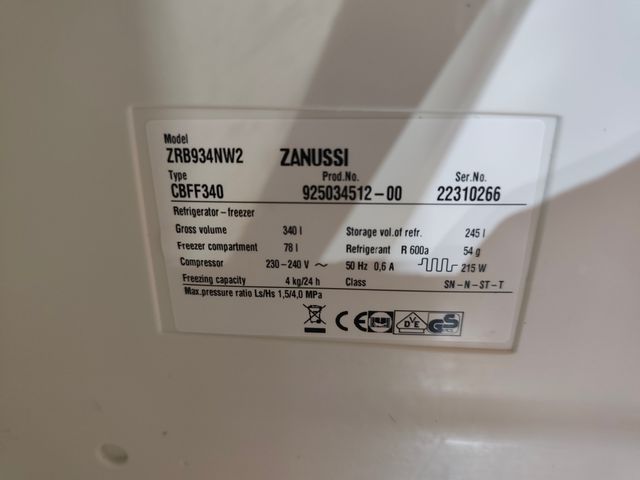 Model
ZRB934NW2 ZANUSSI
Type Prod.No. Ser.No.
CBFF340 925034512-00 22310266
Refrigerator-freezer
Gross volume 340 l Storage vol.of refr. 245 l
Freezer compartment 78 l Refrigerant R 600a 54 g
Compressor 230-240 V ~ 50 Hz 0,6 A 215 W
Freezing capacity 4 kg/24 h Class SN-N-ST-T
Max.pressure ratio Ls/Hs 1,5/4,0 MPa
CE DVE GS